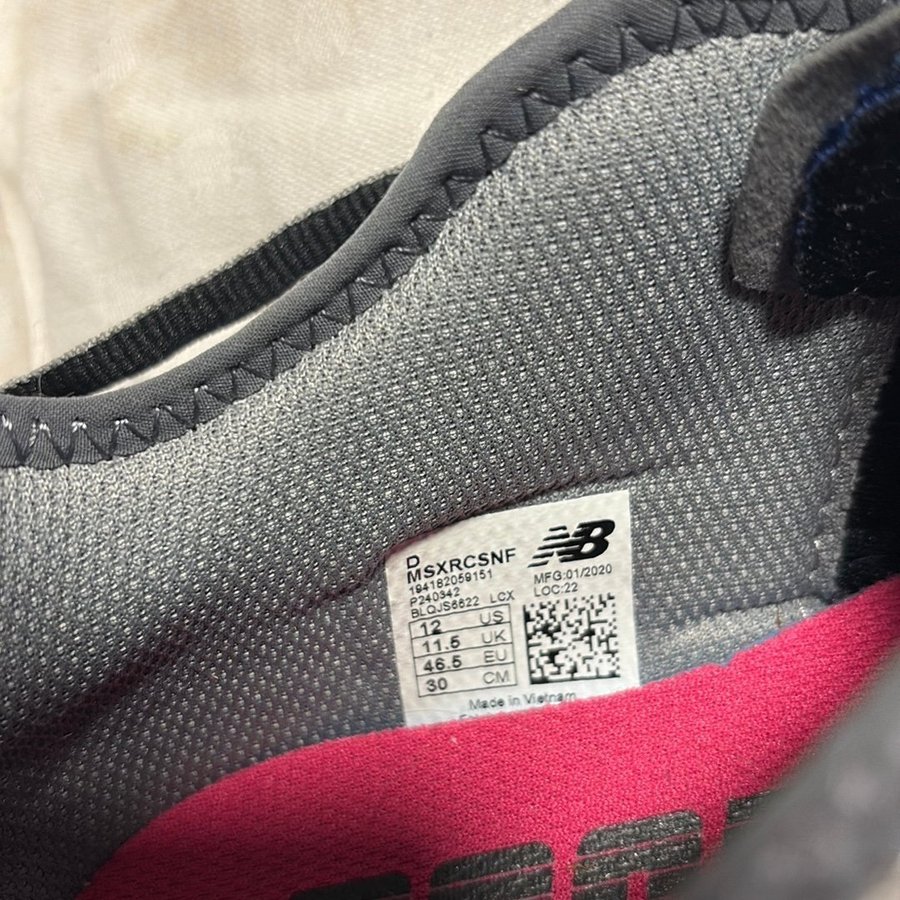 D
MSXRCSNF
194182059151
P240342
BLQJS6622 LCX
12 US
11.5 UK
46.5 EU
30 CM
NB
MFG:01/2020
LOC:22
Made in Vietnam